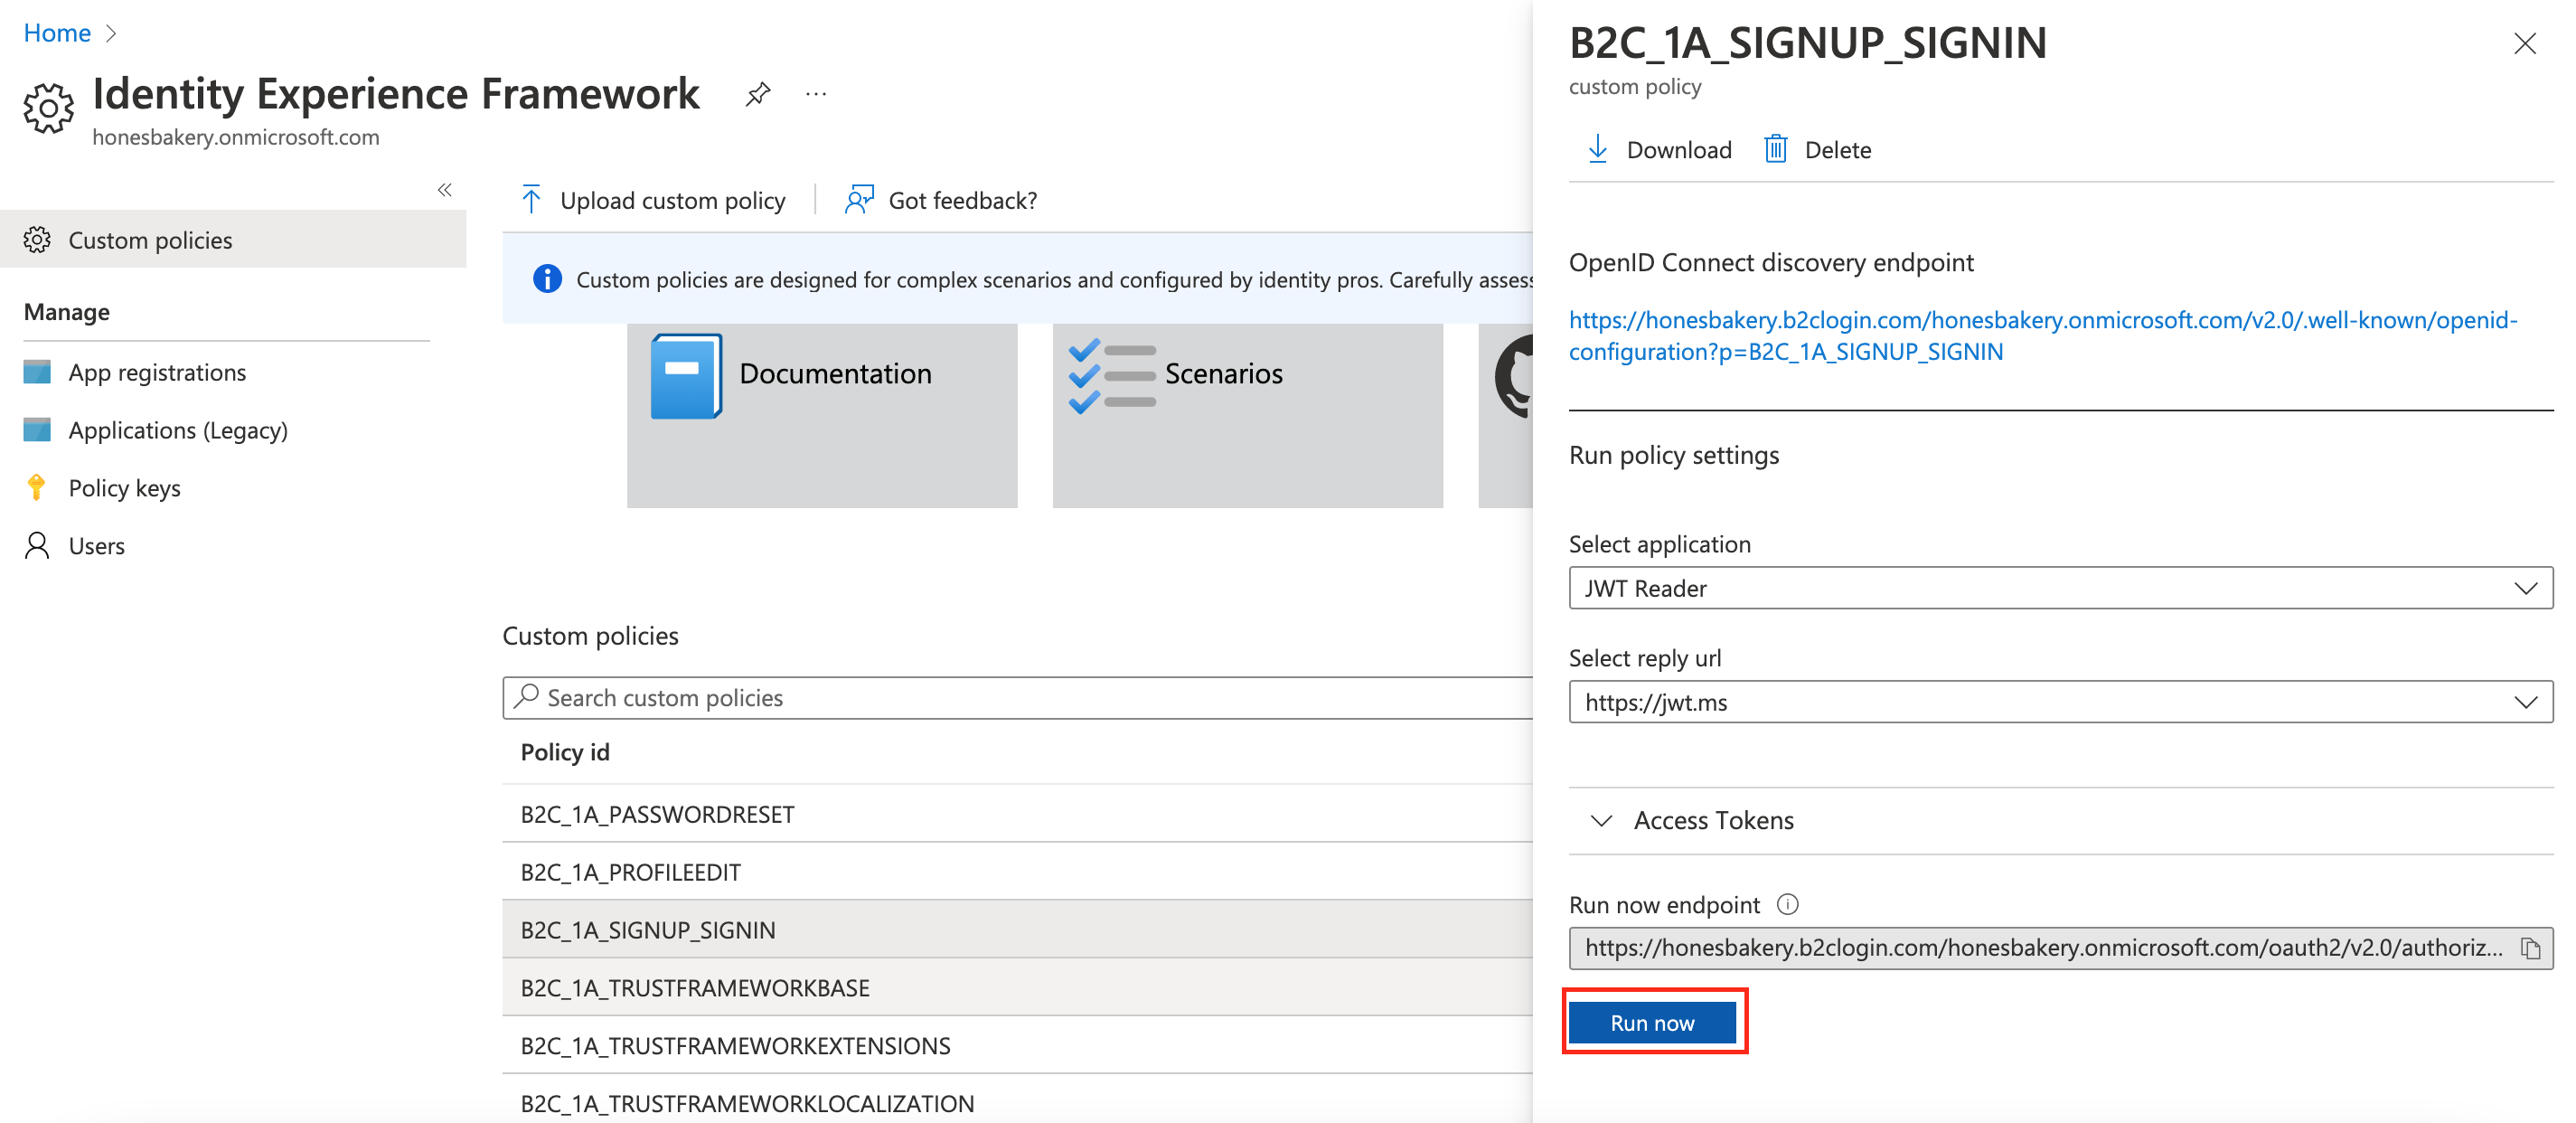 Home
Identity Experience Framework
honesbakery.onmicrosoft.com
Custom policies
Manage
App registrations
Applications (Legacy)
Policy keys
Users
Upload custom policy
Got feedback?
Custom policies are designed for complex scenarios and configured by identity pros. Carefully assess
Documentation
Scenarios
Custom policies
Search custom policies
Policy id
B2C_1A_PASSWORDRESET
B2C_1A_PROFILEEDIT
B2C_1A_SIGNUP_SIGNIN
B2C_1A_TRUSTFRAMEWORKBASE
B2C_1A_TRUSTFRAMEWORKEXTENSIONS
B2C_1A_TRUSTFRAMEWORKLOCALIZATION
B2C_1A_SIGNUP_SIGNIN
custom policy
Download
Delete
OpenID Connect discovery endpoint
https://honesbakery.b2clogin.com/honesbakery.onmicrosoft.com/v2.0/.well-known/openid-
configuration?p=B2C_1A_SIGNUP_SIGNIN
Run policy settings
Select application
JWT Reader
Select reply url
https://jwt.ms
Access Tokens
Run now endpoint
https://honesbakery.b2clogin.com/honesbakery.onmicrosoft.com/oauth2/v2.0/authoriz...
Run now